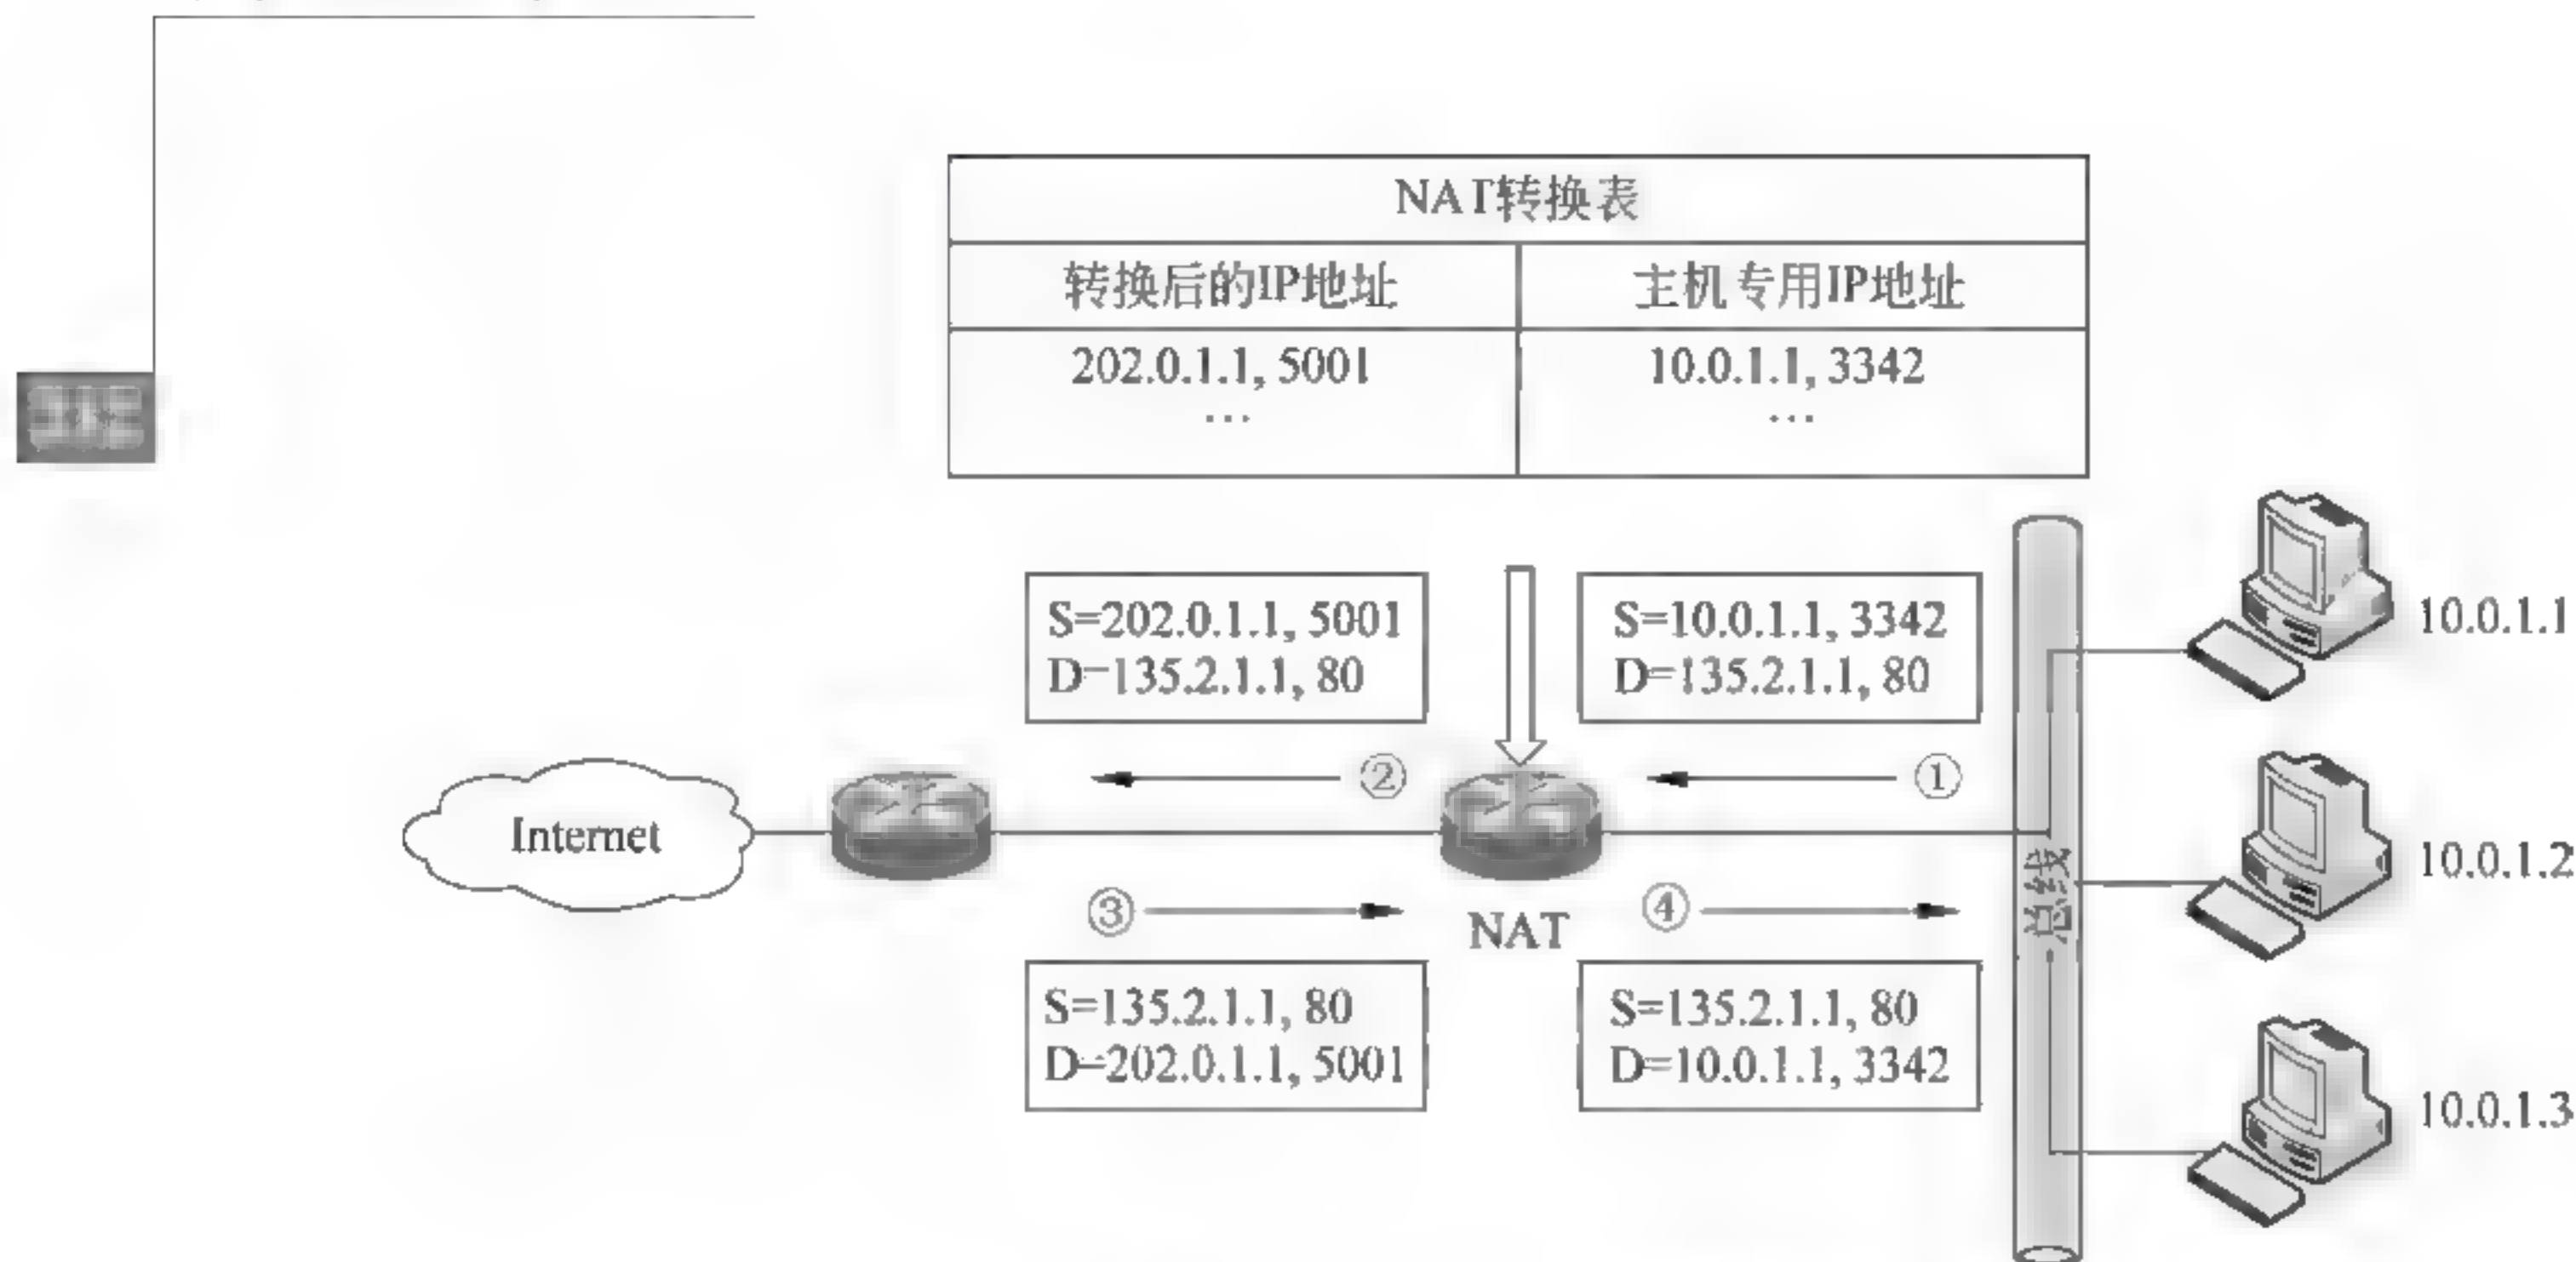 NAT转换表
转换后的IP地址
主机专用IP地址
202.0.1.1, 5001
10.0.1.1, 3342
…
…
S=202.0.1.1, 5001
D=135.2.1.1, 80
S=10.0.1.1, 3342
D=135.2.1.1, 80
10.0.1.1
②
①
Internet
10.0.1.2
③
NAT
④
总线
S=135.2.1.1, 80
D=202.0.1.1, 5001
S=135.2.1.1, 80
D=10.0.1.1, 3342
10.0.1.3